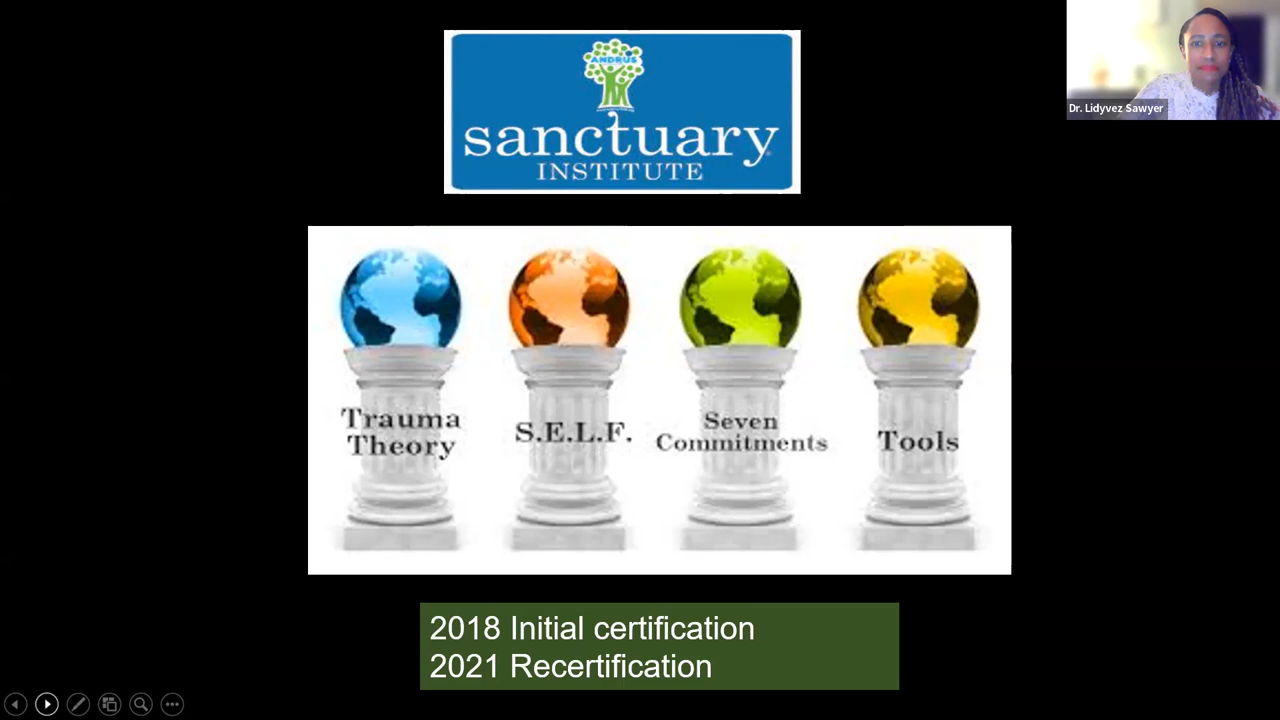 Dr. Lidyvez Sawyer
ANDRUS
sanctuary
INSTITUTE
Trauma
Theory
S.E.L.F.
Seven
Commitments
Tools
2018 Initial certification
2021 Recertification